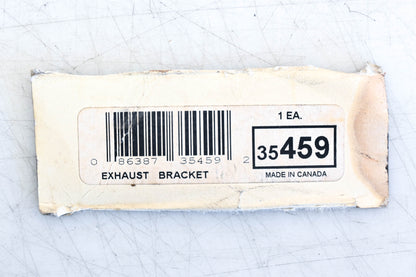 1 EA.
35459
0 86387 35459 2
EXHAUST BRACKET
MADE IN CANADA